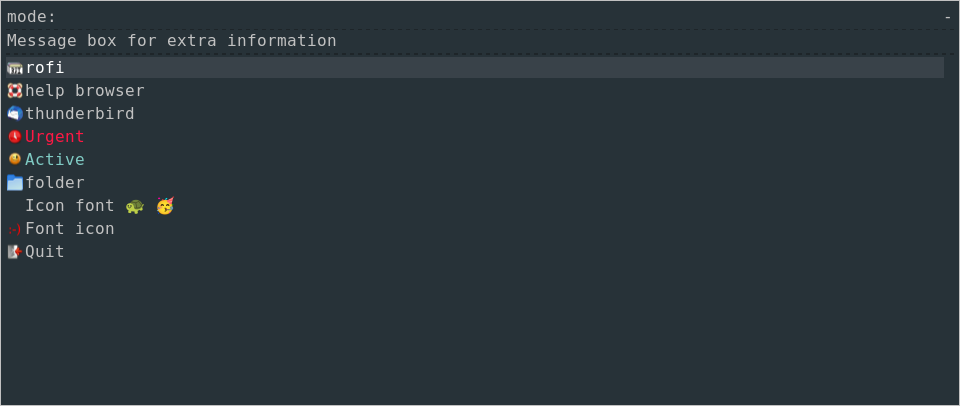 mode: -
Message box for extra information
rofi
help browser
thunderbird
Urgent
Active
folder
Icon font 🐢 🥳
:-) Font icon
Quit